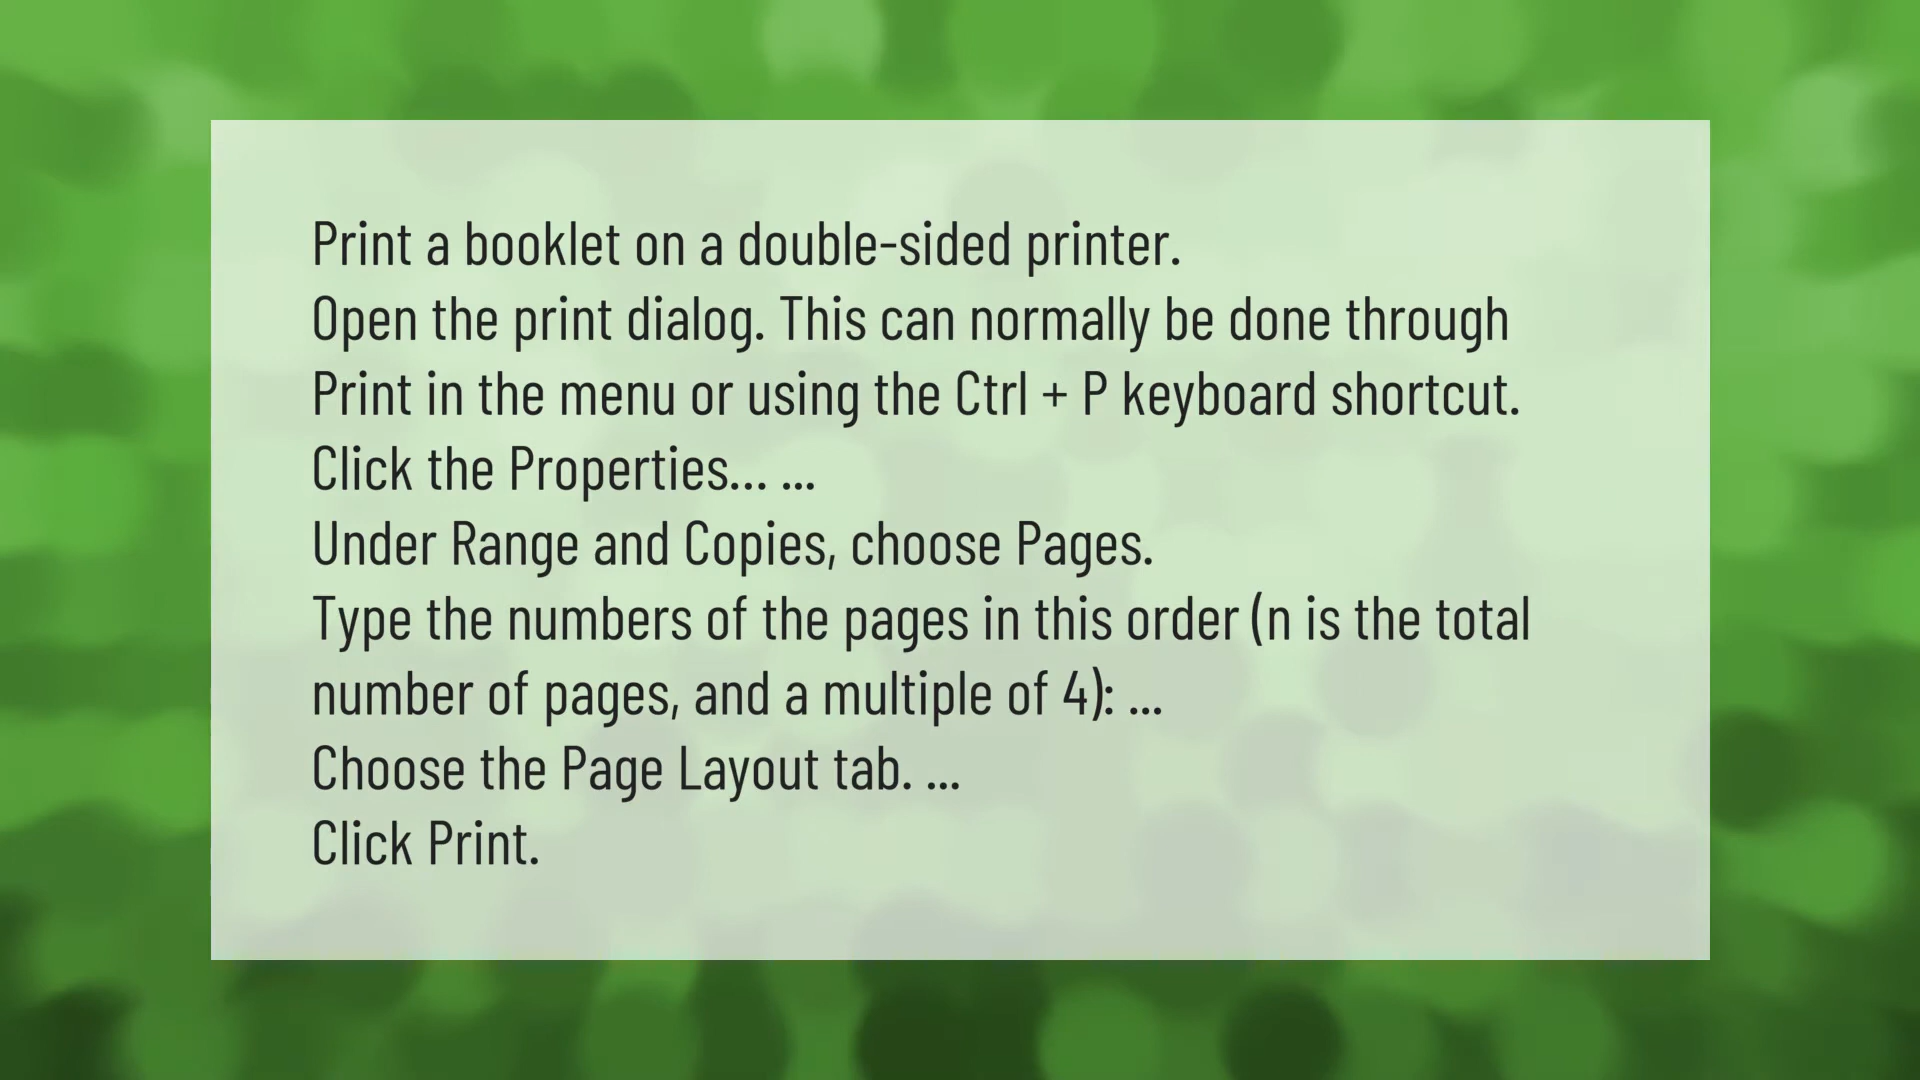 Print a booklet on a double-sided printer.
Open the print dialog. This can normally be done through
Print in the menu or using the Ctrl + P keyboard shortcut.
Click the Properties… ...
Under Range and Copies, choose Pages.
Type the numbers of the pages in this order (n is the total
number of pages, and a multiple of 4): ...
Choose the Page Layout tab. ...
Click Print.